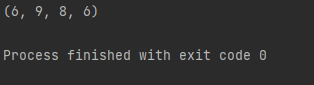 (6, 9, 8, 6)
Process finished with exit code 0